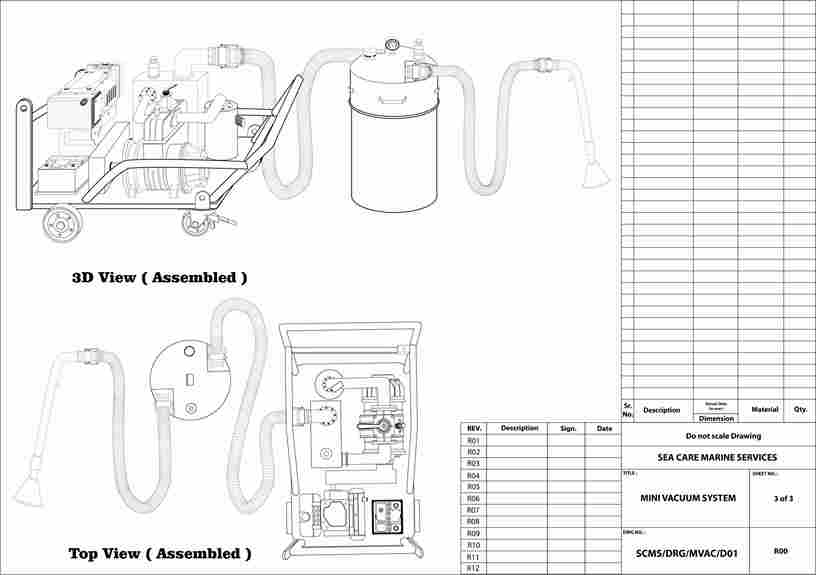 3D View ( Assembled )
Top View ( Assembled )
Sr. No.
Description
Dimension
Material
Qty.
REV.
Description
Sign.
Date
R01
R02
R03
R04
R05
R06
R07
R08
R09
R10
R11
R12
Do not scale Drawing
SEA CARE MARINE SERVICES
TITLE :
SHEET NO.:
MINI VACUUM SYSTEM
3 of 3
DWG NO. :
SCMS/DRG/MVAC/D01
R00